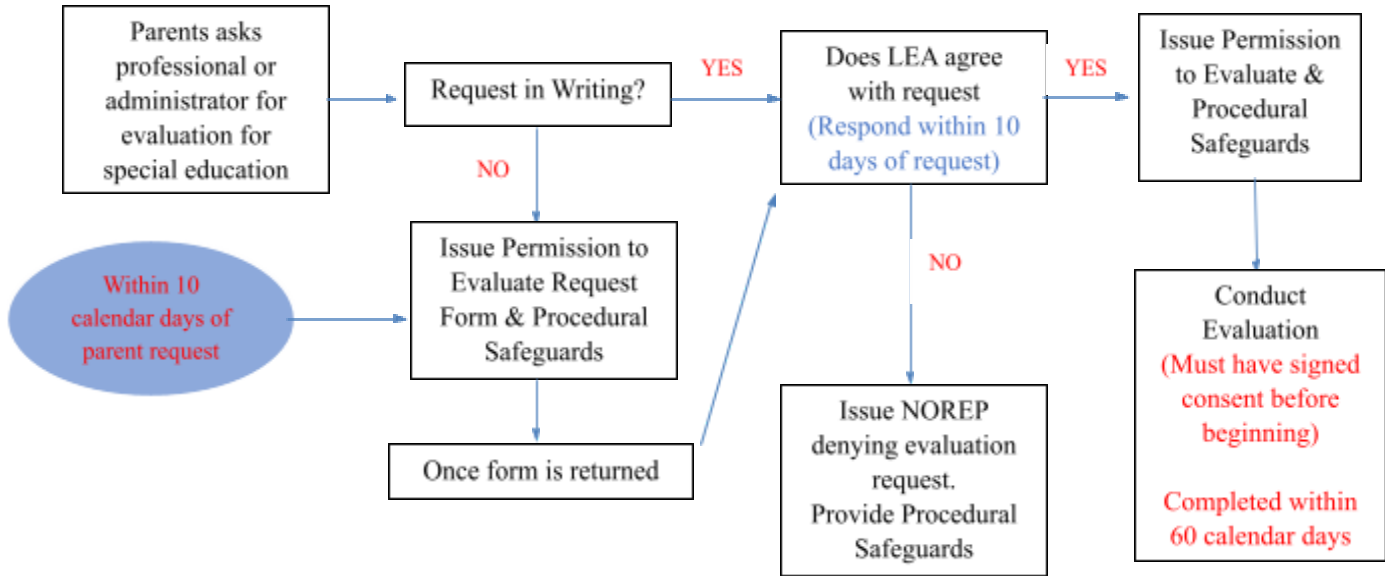 Parents asks
professional or
administrator for
evaluation for
special education
Request in Writing?
YES
Does LEA agree
with request
(Respond within 10
days of request)
YES
Issue Permission
to Evaluate &
Procedural
Safeguards
NO
Within 10
calendar days of
parent request
Issue Permission to
Evaluate Request
Form & Procedural
Safeguards
NO
Conduct
Evaluation
(Must have signed
consent before
beginning)
Completed within
60 calendar days
Once form is returned
Issue NOREP
denying evaluation
request.
Provide Procedural
Safeguards